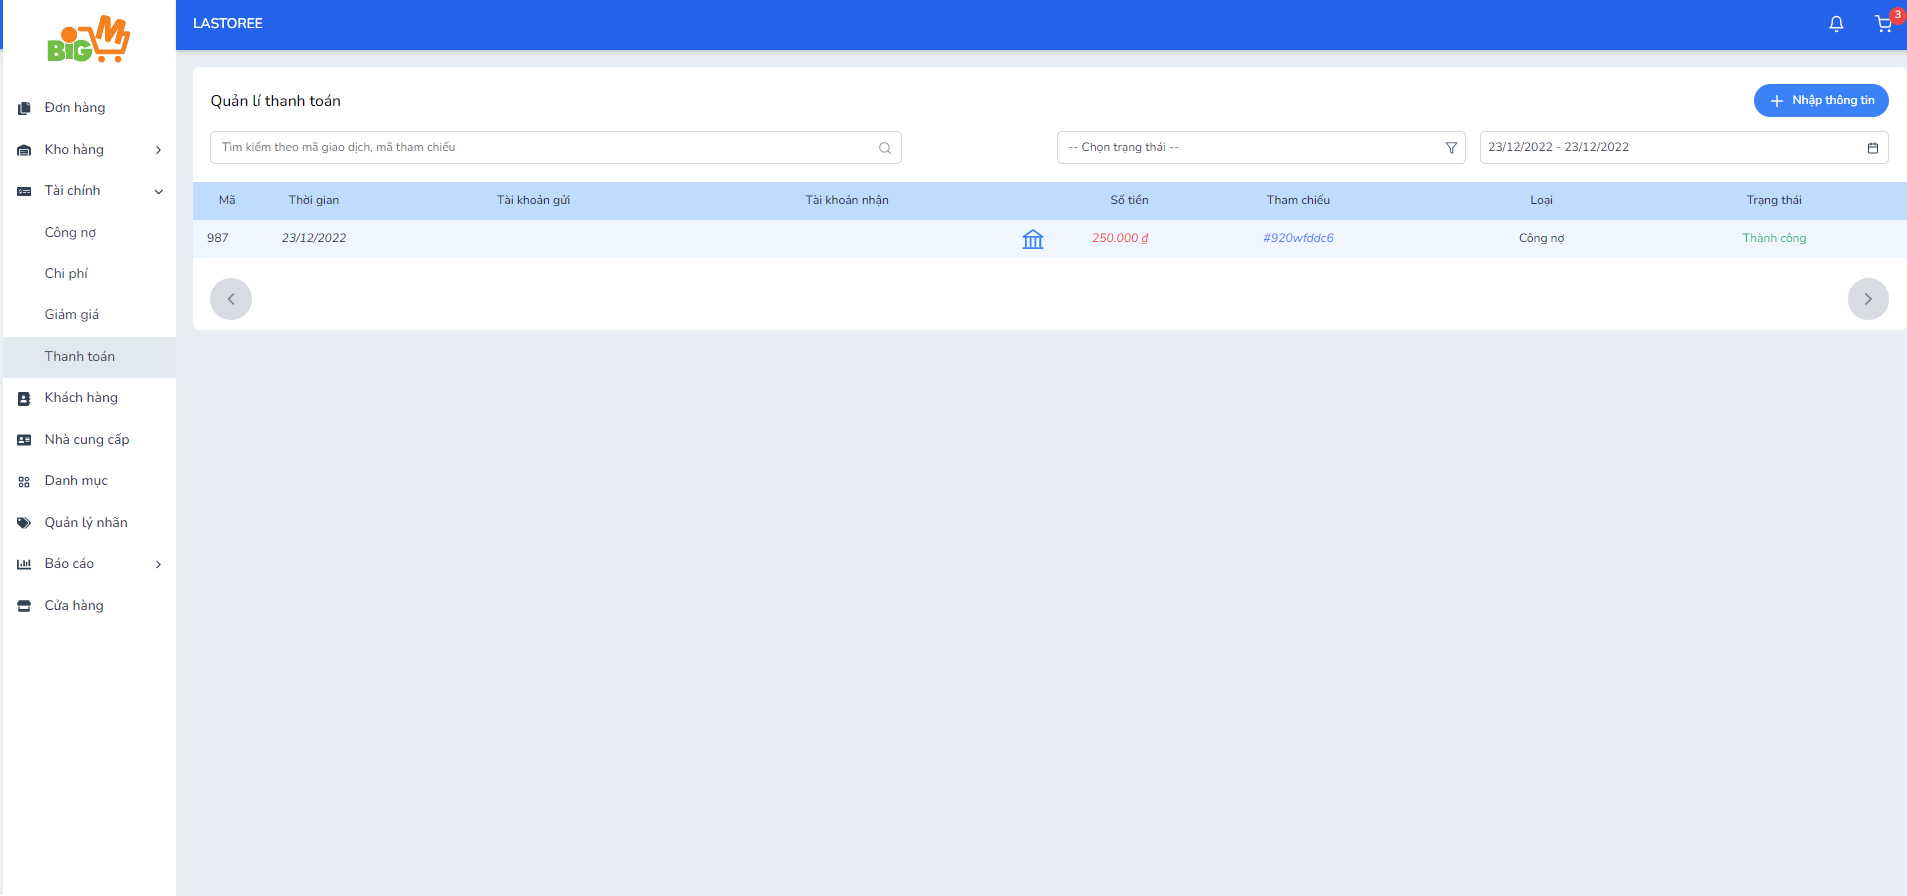 BiG M
LASTOREE
3
Đơn hàng
Kho hàng
Tài chính
Công nợ
Chi phí
Giảm giá
Thanh toán
Khách hàng
Nhà cung cấp
Danh mục
Quản lý nhãn
Báo cáo
Cửa hàng
Quản lí thanh toán
Nhập thông tin
Tìm kiếm theo mã giao dịch, mã tham chiếu
-- Chọn trạng thái --
23/12/2022 - 23/12/2022
Mã Thời gian Tài khoản gửi Tài khoản nhận Số tiền Tham chiếu Loại Trạng thái
987 23/12/2022 250.000 ₫ #920wfddc6 Công nợ Thành công